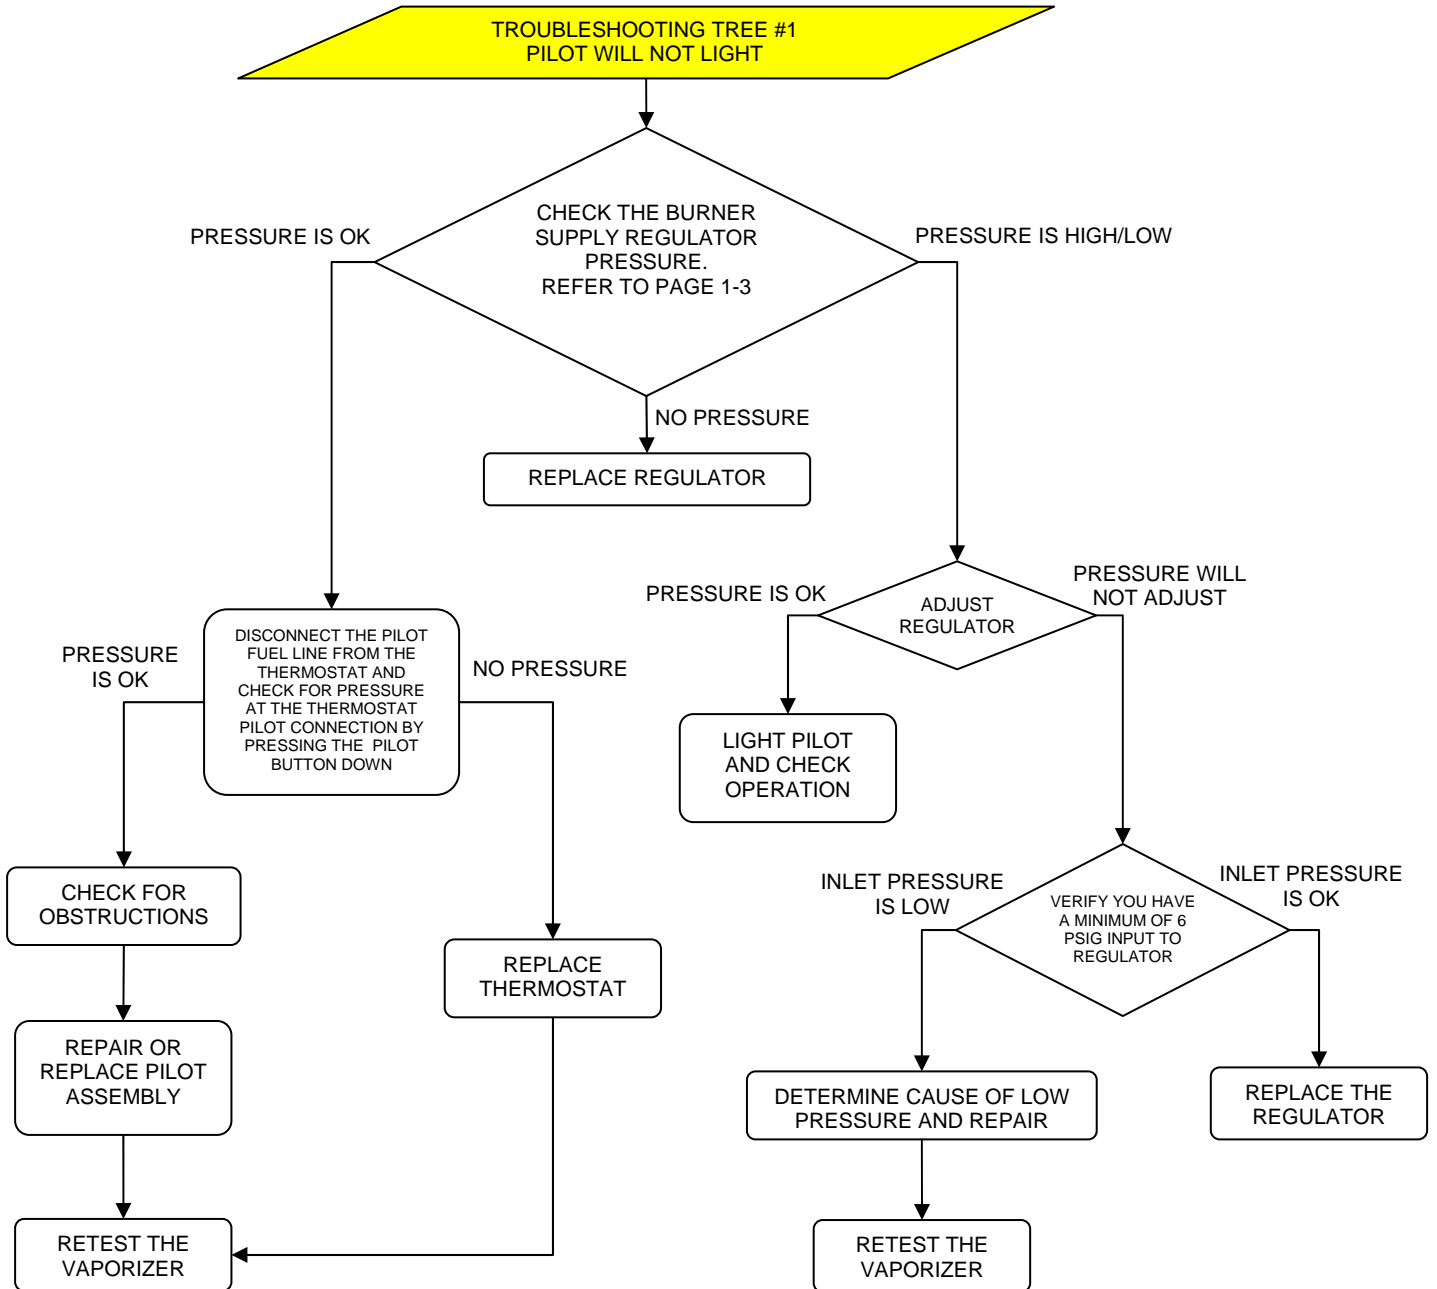 TROUBLESHOOTING TREE #1
PILOT WILL NOT LIGHT
CHECK THE BURNER
SUPPLY REGULATOR
PRESSURE.
REFER TO PAGE 1-3
PRESSURE IS OK
PRESSURE IS HIGH/LOW
NO PRESSURE
REPLACE REGULATOR
DISCONNECT THE PILOT
FUEL LINE FROM THE
THERMOSTAT AND
CHECK FOR PRESSURE
AT THE THERMOSTAT
PILOT CONNECTION BY
PRESSING THE PILOT
BUTTON DOWN
PRESSURE
IS OK
NO PRESSURE
CHECK FOR
OBSTRUCTIONS
REPAIR OR
REPLACE PILOT
ASSEMBLY
RETEST THE
VAPORIZER
REPLACE
THERMOSTAT
ADJUST
REGULATOR
PRESSURE IS OK
PRESSURE WILL
NOT ADJUST
LIGHT PILOT
AND CHECK
OPERATION
VERIFY YOU HAVE
A MINIMUM OF 6
PSIG INPUT TO
REGULATOR
INLET PRESSURE
IS LOW
INLET PRESSURE
IS OK
DETERMINE CAUSE OF LOW
PRESSURE AND REPAIR
REPLACE THE
REGULATOR
RETEST THE
VAPORIZER